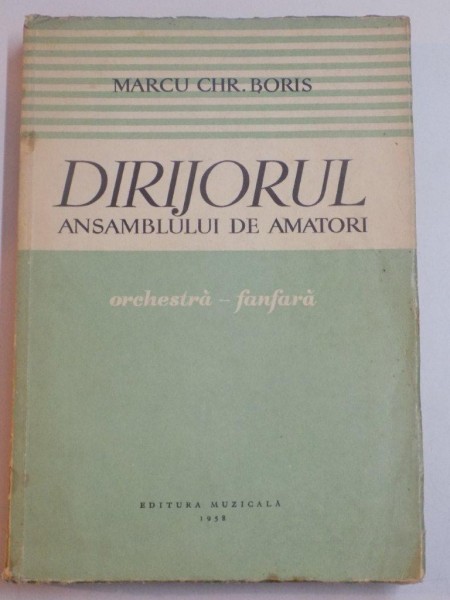 MARCU CHR. BORIS
DIRIJORUL
ANSAMBLULUI DE AMATORI
orchestră – fanfară
EDITURA MUZICALĂ
1958